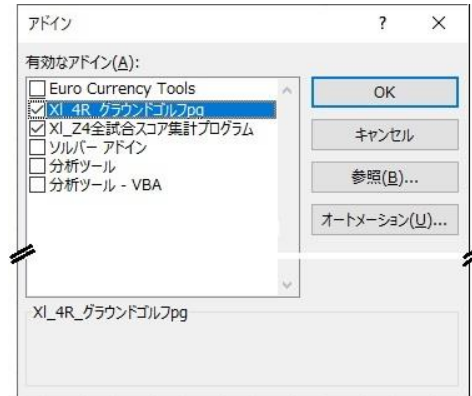 アドイン ? ×
有効なアドイン(A):
Euro Currency Tools
Xl_4R_グラウンドゴルフpg
Xl_Z4全試合スコア集計プログラム
ソルバー アドイン
分析ツール
分析ツール - VBA
OK
キャンセル
参照(B)...
オートメーション(U)...
Xl_4R_グラウンドゴルフpg